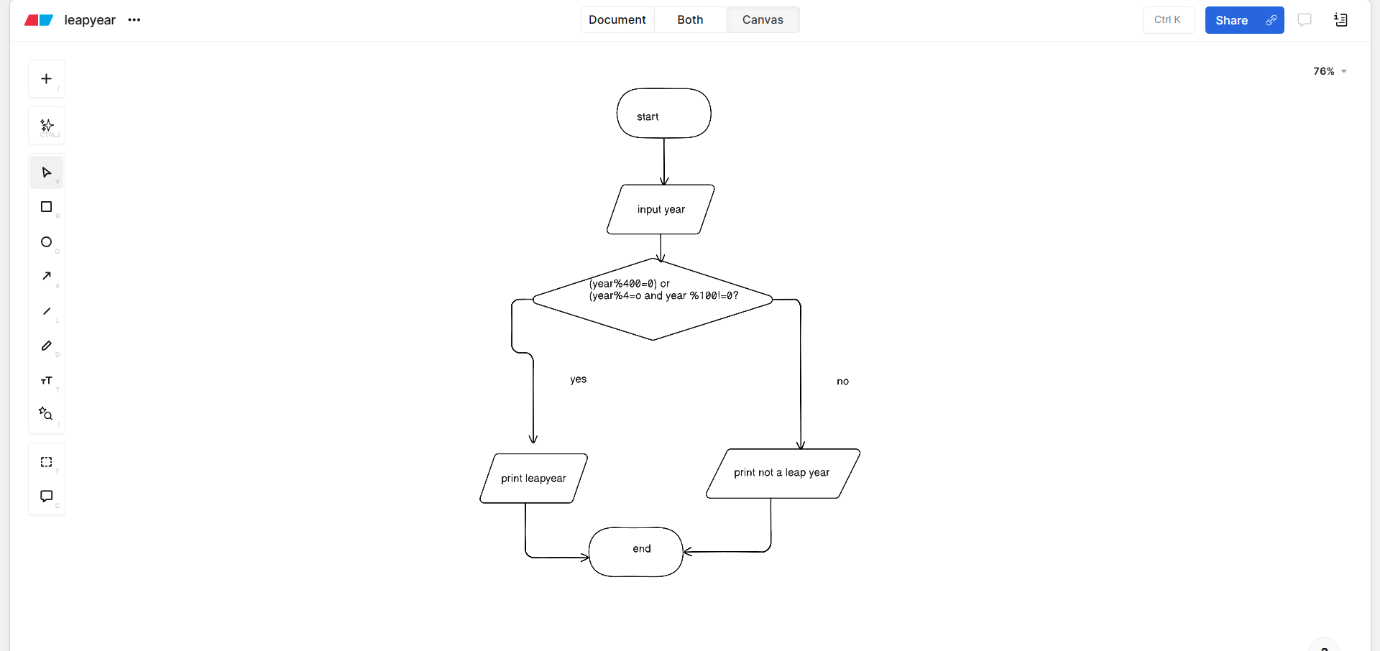 leapyear
Document Both Canvas
Ctrl K
Share
76%
start
input year
(year%400=0) or
(year%4=o and year %100!=0?
yes
no
print leapyear
print not a leap year
end
CTRL J
V
R
O
A
L
D
T
F
C